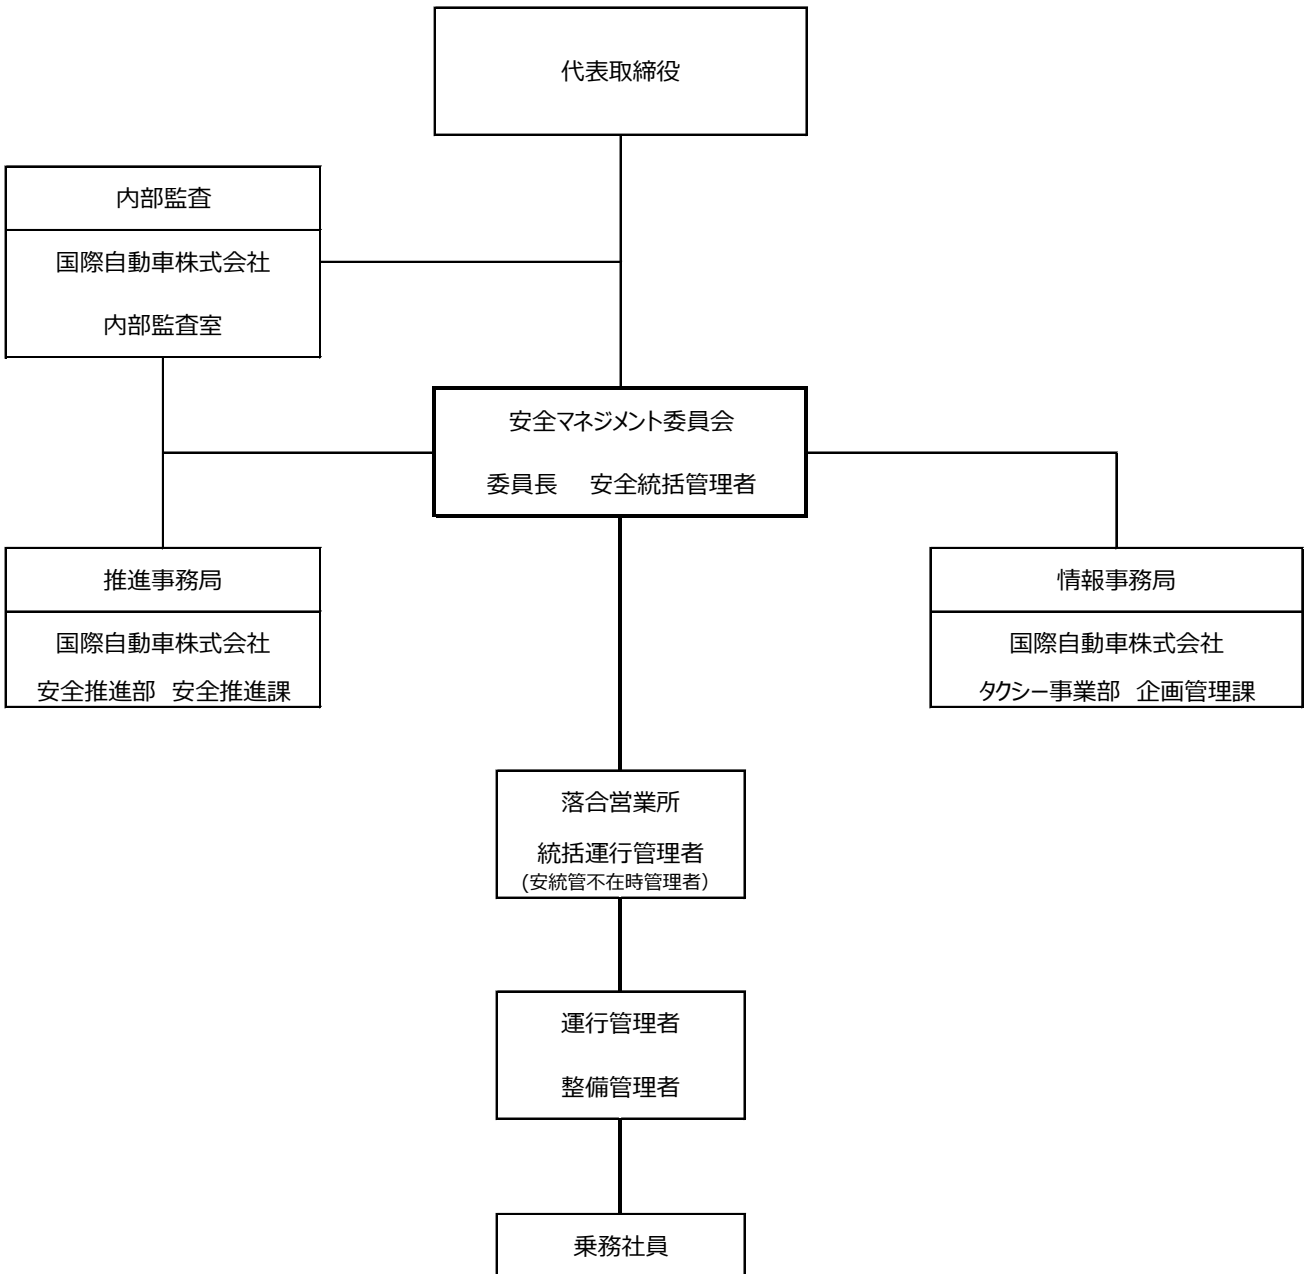 代表取締役
内部監査
国際自動車株式会社
内部監査室
安全マネジメント委員会
委員長　安全統括管理者
推進事務局
国際自動車株式会社
安全推進部　安全推進課
情報事務局
国際自動車株式会社
タクシー事業部　企画管理課
落合営業所
統括運行管理者
(安統管不在時管理者）
運行管理者
整備管理者
乗務社員